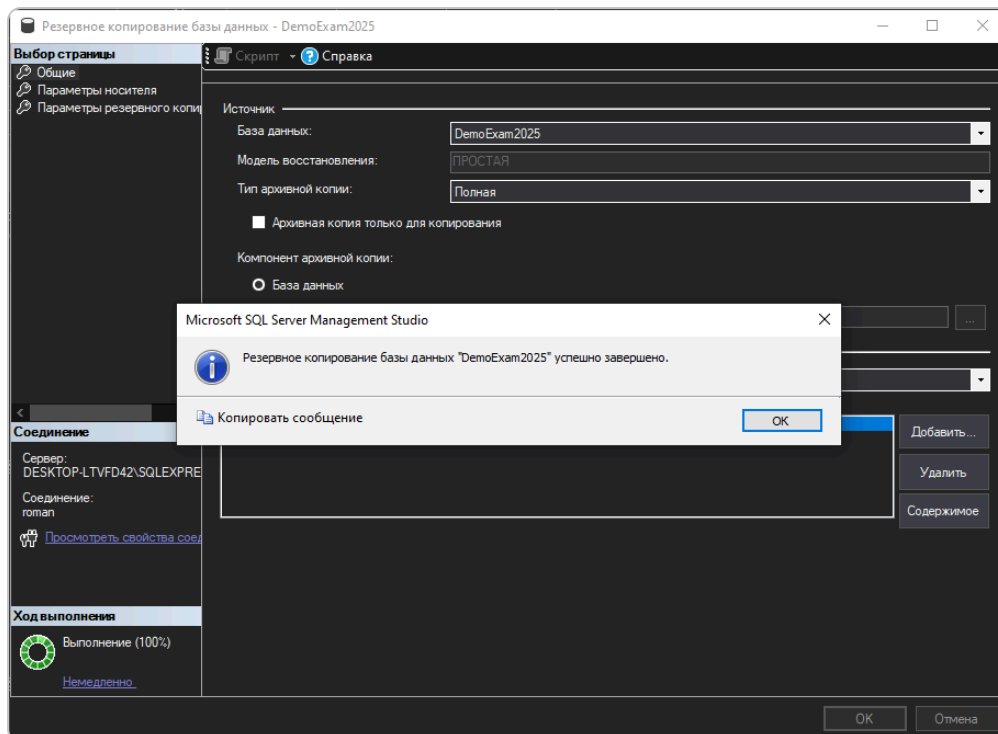 Резервное копирование базы данных - DemoExam2025
Выбор страницы
Общие
Параметры носителя
Параметры резервного копи
Скрипт
Справка
Источник
База данных:
DemoExam2025
Модель восстановления:
ПРОСТАЯ
Тип архивной копии:
Полная
Архивная копия только для копирования
Компонент архивной копии:
База данных
...
Microsoft SQL Server Management Studio
Резервное копирование базы данных "DemoExam2025" успешно завершено.
Копировать сообщение
OK
Добавить...
Удалить
Содержимое
Соединение
Сервер:
DESKTOP-LTVFD42\SQLEXPRE
Соединение:
roman
Просмотреть свойства соед
Ход выполнения
Выполнение (100%)
Немедленно
OK
Отмена